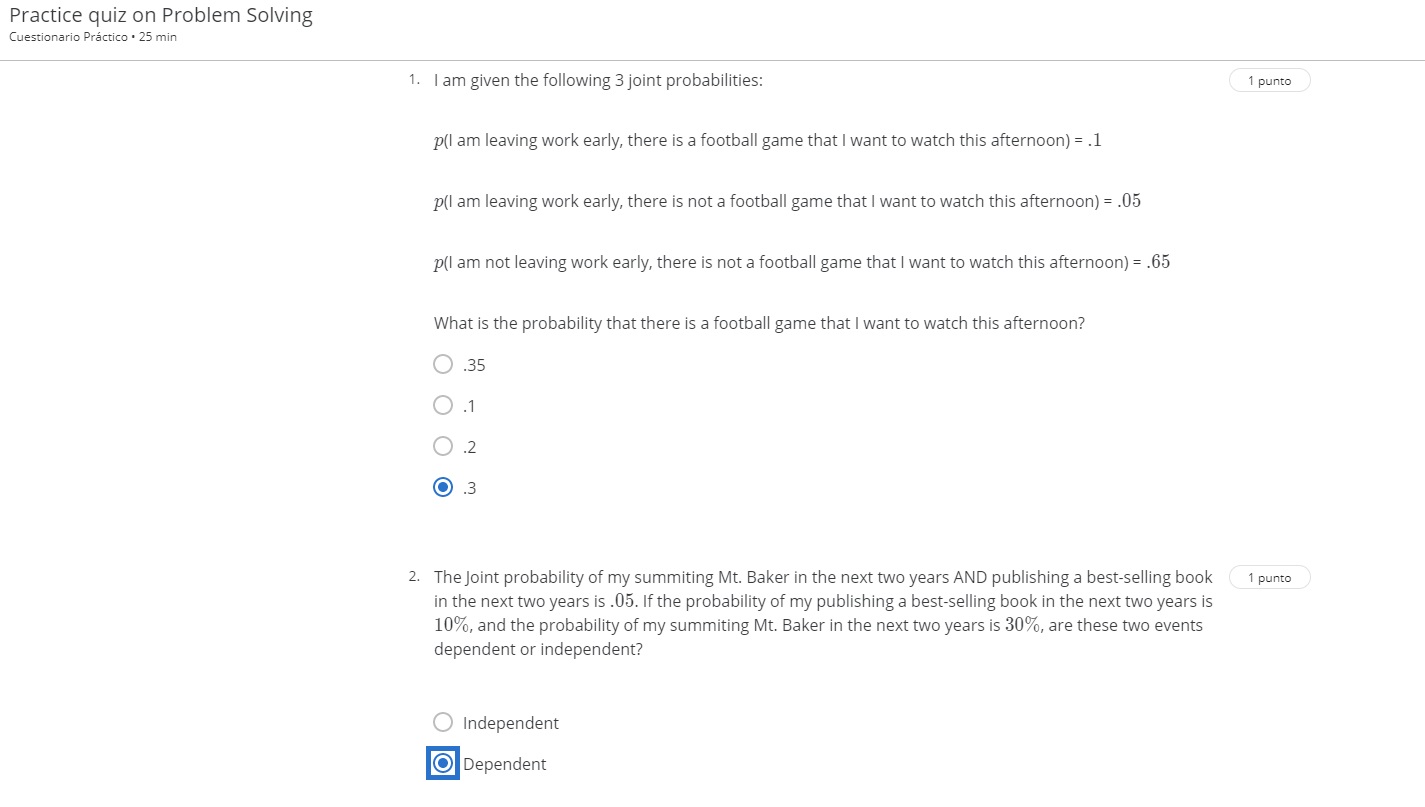 Practice quiz on Problem Solving
Cuestionario Práctico • 25 min
1. I am given the following 3 joint probabilities:
1 punto
p(I am leaving work early, there is a football game that I want to watch this afternoon) = .1
p(I am leaving work early, there is not a football game that I want to watch this afternoon) = .05
p(I am not leaving work early, there is not a football game that I want to watch this afternoon) = .65
What is the probability that there is a football game that I want to watch this afternoon?
.35
.1
.2
.3
2. The Joint probability of my summiting Mt. Baker in the next two years AND publishing a best-selling book
1 punto
in the next two years is .05. If the probability of my publishing a best-selling book in the next two years is
10%, and the probability of my summiting Mt. Baker in the next two years is 30%, are these two events
dependent or independent?
Independent
Dependent